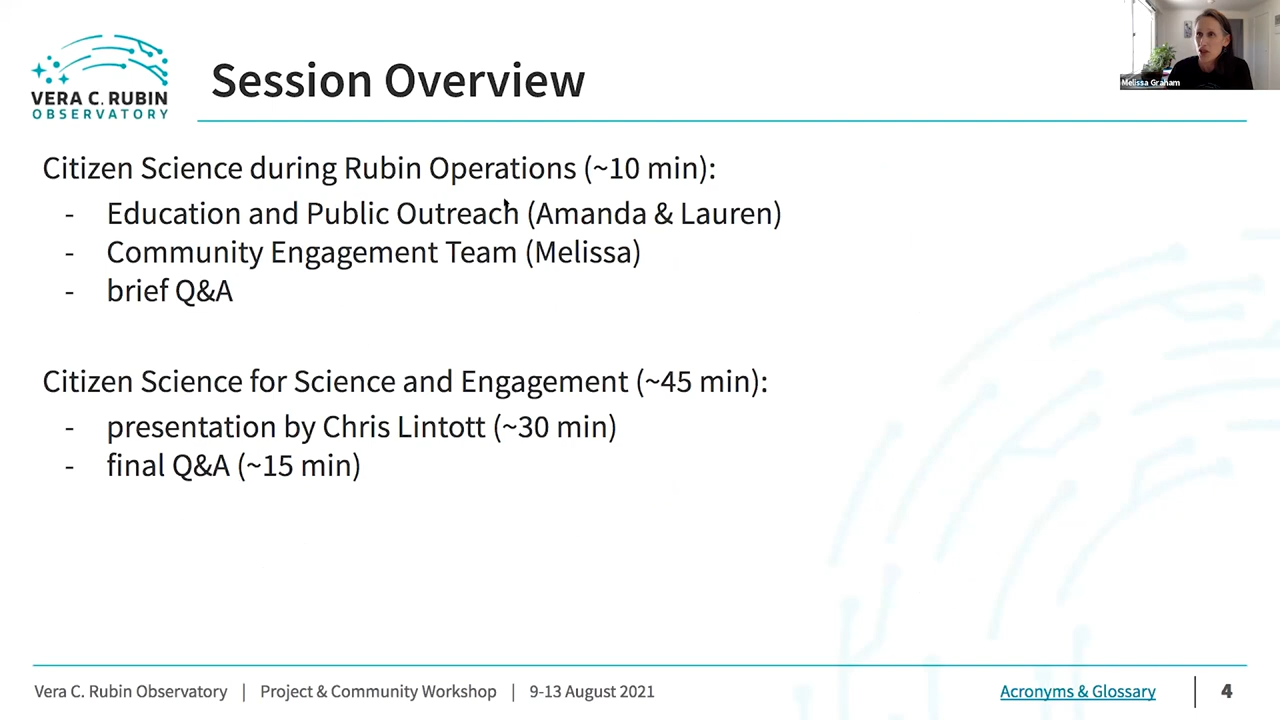 VERA C. RUBIN
OBSERVATORY
Session Overview
Melissa Graham
Citizen Science during Rubin Operations (~10 min):
- Education and Public Outreach (Amanda & Lauren)
- Community Engagement Team (Melissa)
- brief Q&A
Citizen Science for Science and Engagement (~45 min):
- presentation by Chris Lintott (~30 min)
- final Q&A (~15 min)
Vera C. Rubin Observatory | Project & Community Workshop | 9-13 August 2021 Acronyms & Glossary | 4